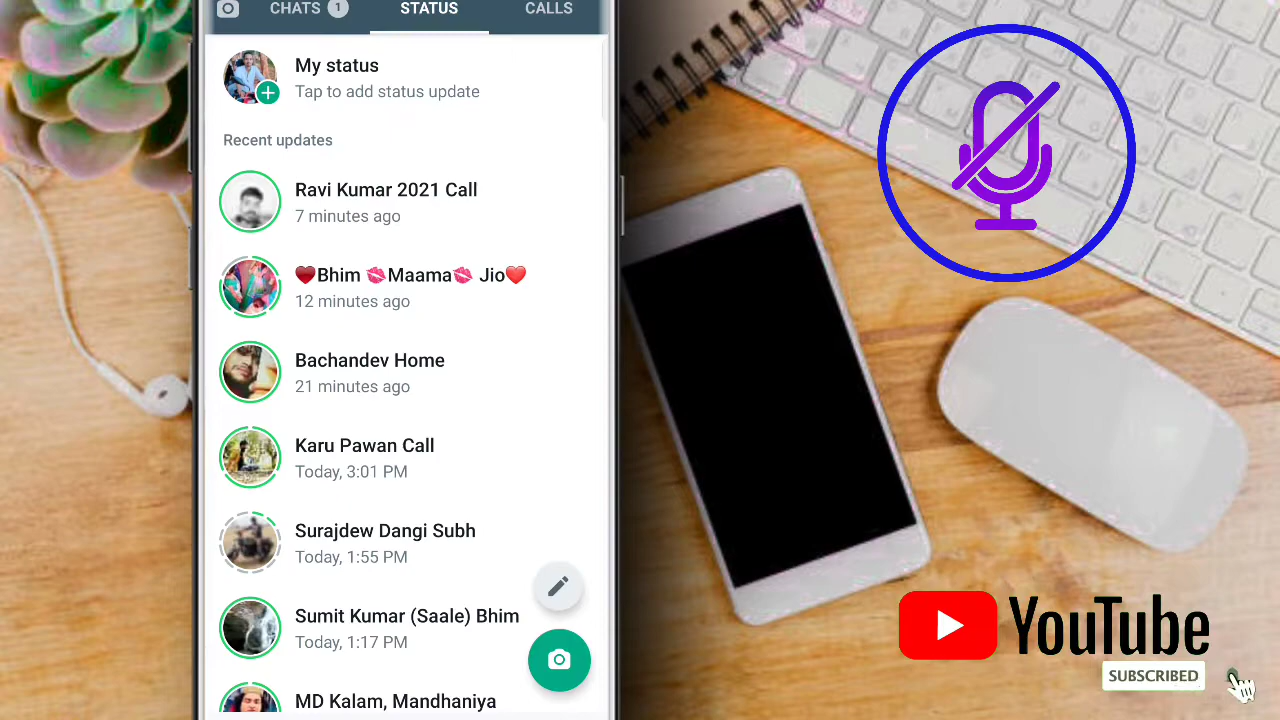 CHATS 1 STATUS CALLS
My status
Tap to add status update
Recent updates
Ravi Kumar 2021 Call
7 minutes ago
❤️Bhim 💋Maama💋 Jio❤️
12 minutes ago
Bachandev Home
21 minutes ago
Karu Pawan Call
Today, 3:01 PM
Surajdew Dangi Subh
Today, 1:55 PM
Sumit Kumar (Saale) Bhim
Today, 1:17 PM
MD Kalam, Mandhaniya
YouTube
SUBSCRIBED